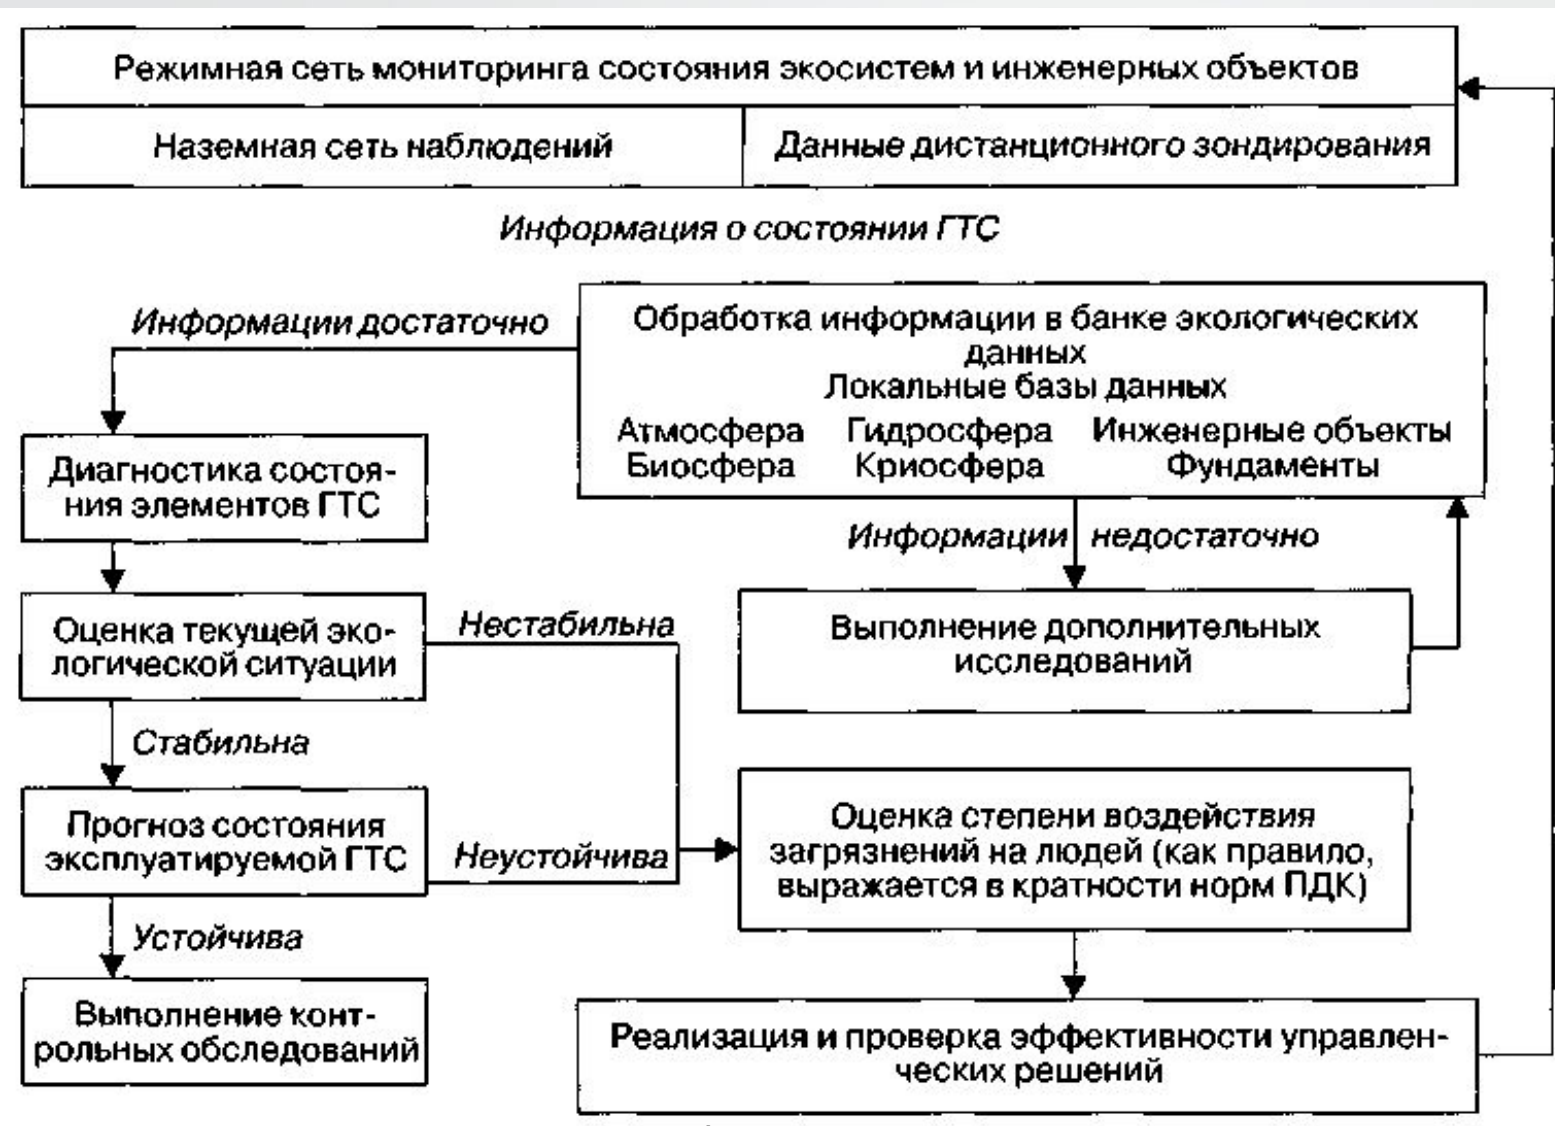 Режимная сеть мониторинга состояния экосистем и инженерных объектов
Наземная сеть наблюдений
Данные дистанционного зондирования
Информация о состоянии ГТС
Информации достаточно
Обработка информации в банке экологических
данных
Локальные базы данных
Атмосфера Гидросфера Инженерные объекты
Биосфера Криосфера Фундаменты
Диагностика состоя-
ния элементов ГТС
Информации недостаточно
Оценка текущей эко-
логической ситуации
Нестабильна
Выполнение дополнительных
исследований
Стабильна
Прогноз состояния
эксплуатируемой ГТС
Неустойчива
Оценка степени воздействия
загрязнений на людей (как правило,
выражается в кратности норм ПДК)
Устойчива
Выполнение конт-
рольных обследований
Реализация и проверка эффективности управлен-
ческих решений